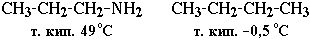 CH₃-CH₂-CH₂-NH₂ CH₃-CH₂-CH₂-CH₃
т. кип. 49 °C т. кип. -0,5 °C